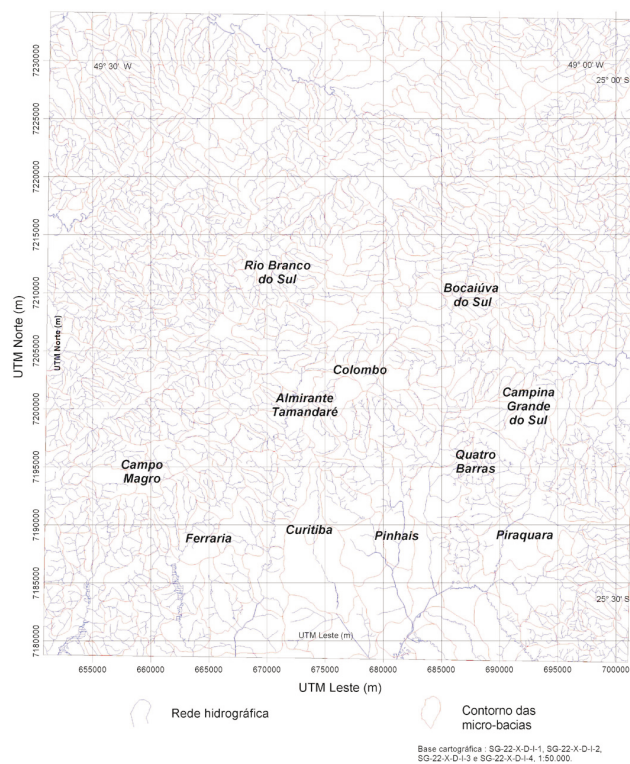 49° 30' W
49° 00' W
25° 00' S
7230000
7225000
7220000
7215000
7210000
7205000
7200000
7195000
7190000
7185000
7180000
UTM Norte (m)
UTM Norte (m)
Rio Branco
do Sul
Bocaiúva
do Sul
Colombo
Almirante
Tamandaré
Campina
Grande
do Sul
Quatro
Barras
Campo
Magro
Ferraria
Curitiba
Pinhais
Piraquara
25° 30' S
UTM Leste (m)
655000
660000
665000
670000
675000
680000
685000
690000
695000
700000
UTM Leste (m)
Rede hidrográfica
Contorno das
micro-bacias
Base cartográfica : SG-22-X-D-I-1, SG-22-X-D-I-2,
SG-22-X-D-I-3 e SG-22-X-D-I-4, 1:50.000.